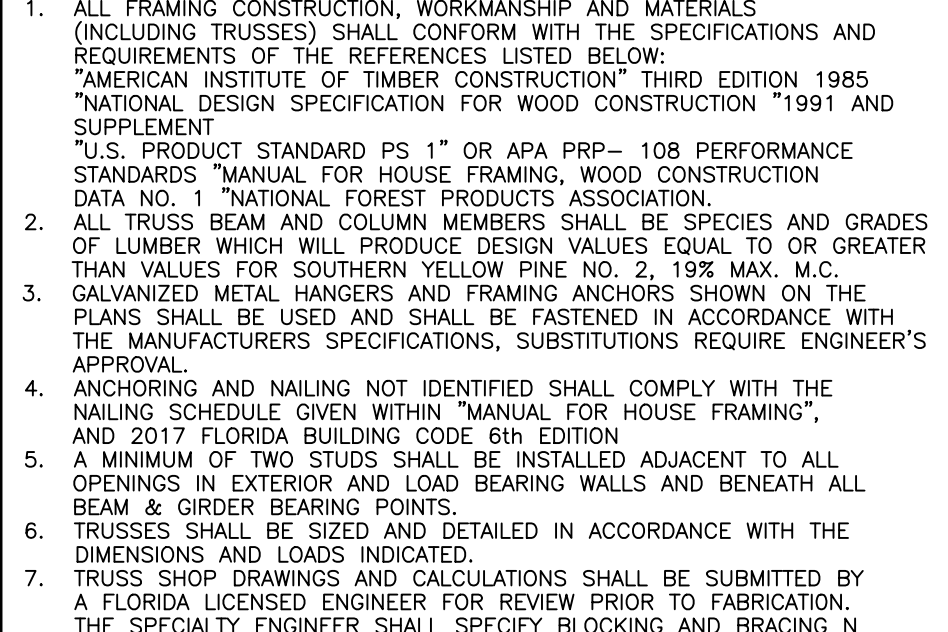 1. ALL FRAMING CONSTRUCTION, WORKMANSHIP AND MATERIALS
(INCLUDING TRUSSES) SHALL CONFORM WITH THE SPECIFICATIONS AND
REQUIREMENTS OF THE REFERENCES LISTED BELOW:
"AMERICAN INSTITUTE OF TIMBER CONSTRUCTION" THIRD EDITION 1985
"NATIONAL DESIGN SPECIFICATION FOR WOOD CONSTRUCTION "1991 AND
SUPPLEMENT
"U.S. PRODUCT STANDARD PS 1" OR APA PRP– 108 PERFORMANCE
STANDARDS "MANUAL FOR HOUSE FRAMING, WOOD CONSTRUCTION
DATA NO. 1 "NATIONAL FOREST PRODUCTS ASSOCIATION.
2. ALL TRUSS BEAM AND COLUMN MEMBERS SHALL BE SPECIES AND GRADES
OF LUMBER WHICH WILL PRODUCE DESIGN VALUES EQUAL TO OR GREATER
THAN VALUES FOR SOUTHERN YELLOW PINE NO. 2, 19% MAX. M.C.
3. GALVANIZED METAL HANGERS AND FRAMING ANCHORS SHOWN ON THE
PLANS SHALL BE USED AND SHALL BE FASTENED IN ACCORDANCE WITH
THE MANUFACTURERS SPECIFICATIONS, SUBSTITUTIONS REQUIRE ENGINEER'S
APPROVAL.
4. ANCHORING AND NAILING NOT IDENTIFIED SHALL COMPLY WITH THE
NAILING SCHEDULE GIVEN WITHIN "MANUAL FOR HOUSE FRAMING",
AND 2017 FLORIDA BUILDING CODE 6th EDITION
5. A MINIMUM OF TWO STUDS SHALL BE INSTALLED ADJACENT TO ALL
OPENINGS IN EXTERIOR AND LOAD BEARING WALLS AND BENEATH ALL
BEAM & GIRDER BEARING POINTS.
6. TRUSSES SHALL BE SIZED AND DETAILED IN ACCORDANCE WITH THE
DIMENSIONS AND LOADS INDICATED.
7. TRUSS SHOP DRAWINGS AND CALCULATIONS SHALL BE SUBMITTED BY
A FLORIDA LICENSED ENGINEER FOR REVIEW PRIOR TO FABRICATION.
THE SPECIALTY ENGINEER SHALL SPECIFY BLOCKING AND BRACING N